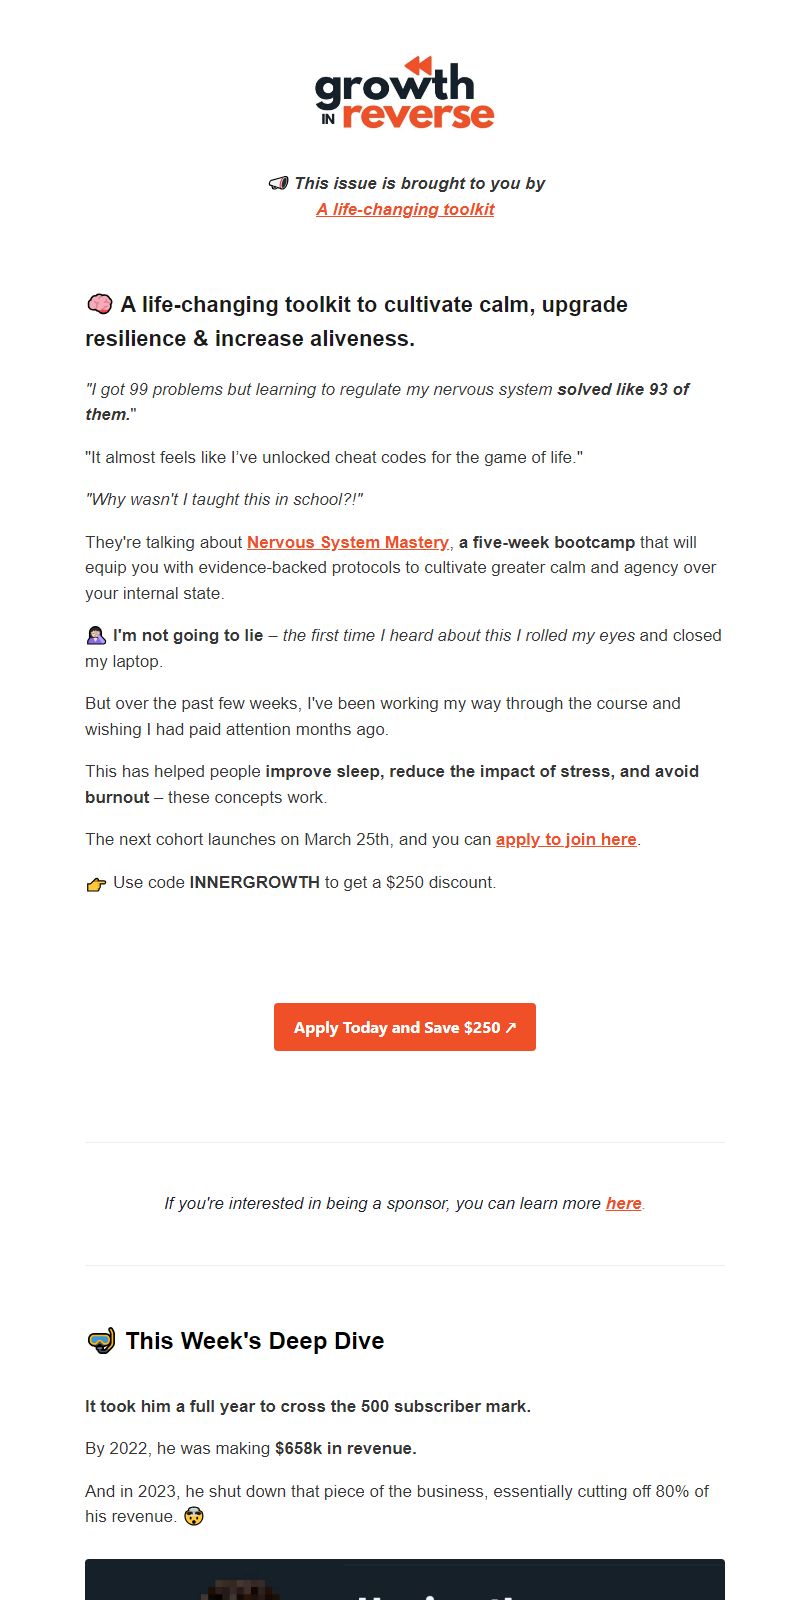 growth
IN reverse
This issue is brought to you by
A life-changing toolkit
A life-changing toolkit to cultivate calm, upgrade
resilience & increase aliveness.
"I got 99 problems but learning to regulate my nervous system solved like 93 of
them."
"It almost feels like I’ve unlocked cheat codes for the game of life."
"Why wasn't I taught this in school?!"
They're talking about Nervous System Mastery, a five-week bootcamp that will
equip you with evidence-backed protocols to cultivate greater calm and agency over
your internal state.
I'm not going to lie – the first time I heard about this I rolled my eyes and closed
my laptop.
But over the past few weeks, I've been working my way through the course and
wishing I had paid attention months ago.
This has helped people improve sleep, reduce the impact of stress, and avoid
burnout – these concepts work.
The next cohort launches on March 25th, and you can apply to join here.
Use code INNERGROWTH to get a $250 discount.
Apply Today and Save $250 ↗
If you're interested in being a sponsor, you can learn more here.
This Week's Deep Dive
It took him a full year to cross the 500 subscriber mark.
By 2022, he was making $658k in revenue.
And in 2023, he shut down that piece of the business, essentially cutting off 80% of
his revenue.